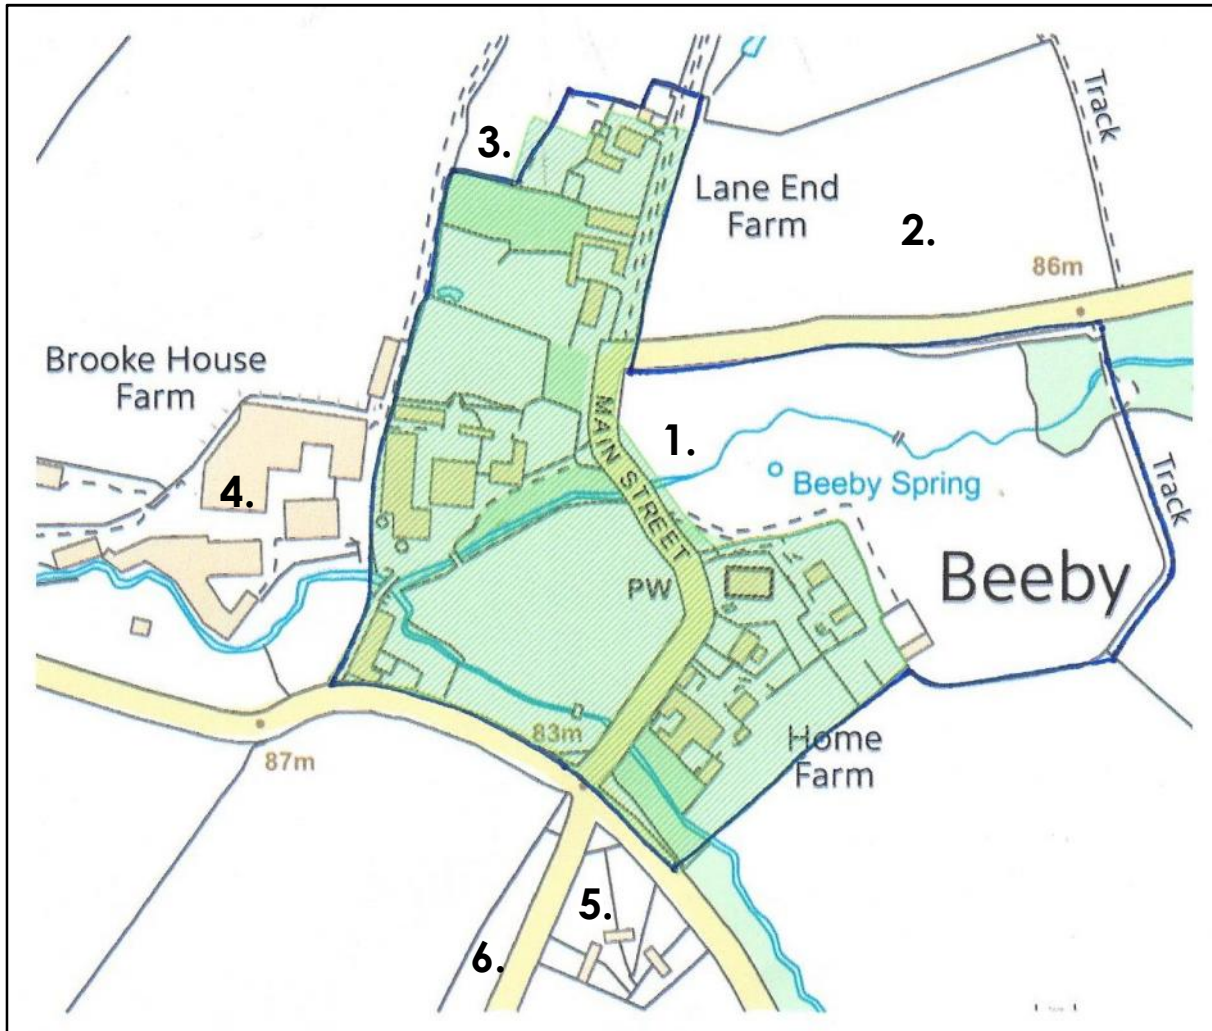 Track
3.
Lane End
Farm
2.
86m
Brooke House
Farm
MAIN STREET
1.
Track
4.
Beeby Spring
Beeby
PW
83m
Home
Farm
87m
5.
6.